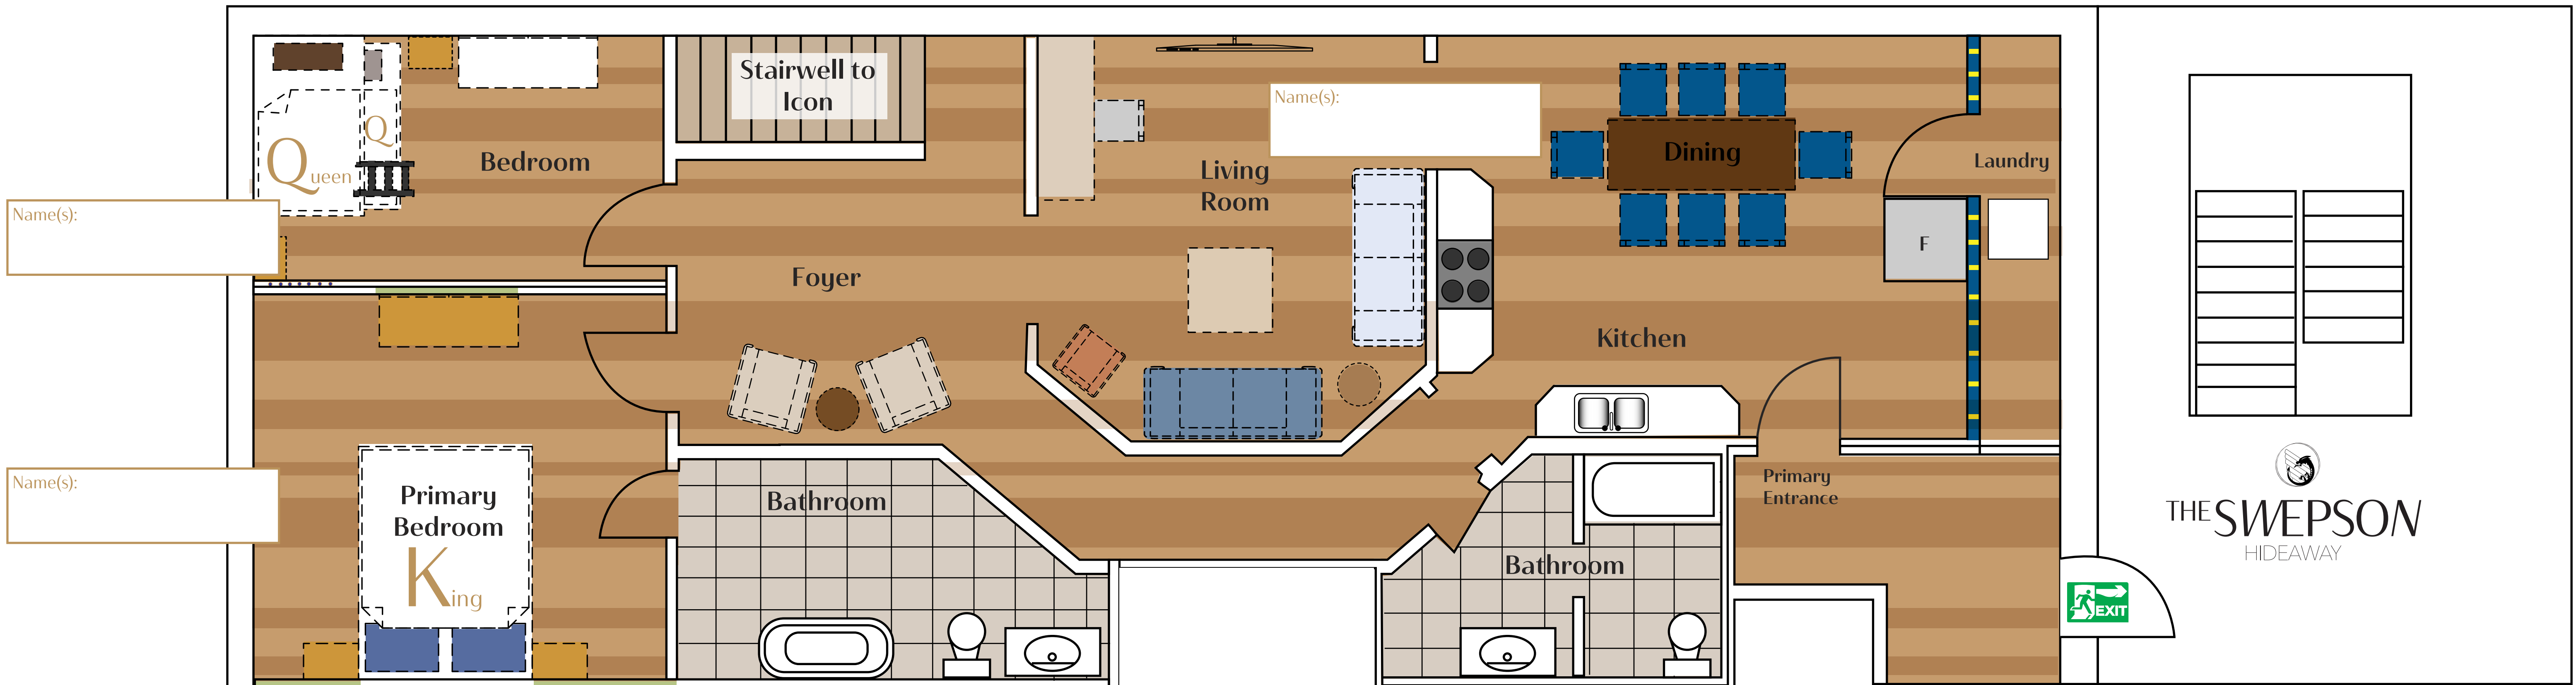 Stairwell to
Icon
Name(s):
Q
Queen
Bedroom
Living
Room
Dining
Laundry
Name(s):
F
Foyer
Kitchen
Name(s):
Primary
Bedroom
King
Bathroom
Primary
Entrance
Bathroom
THE SWEPSON
HIDEAWAY
EXIT